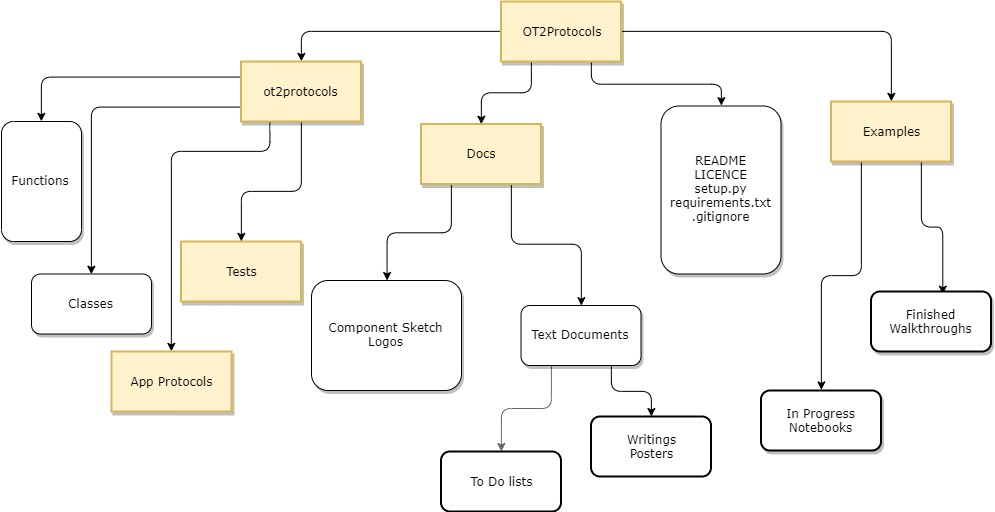 OT2Protocols
ot2protocols
Examples
Docs
README
LICENCE
setup.py
requirements.txt
.gitignore
Functions
Tests
Classes
Component Sketch
Logos
Text Documents
Finished
Walkthroughs
App Protocols
In Progress
Notebooks
Writings
Posters
To Do lists